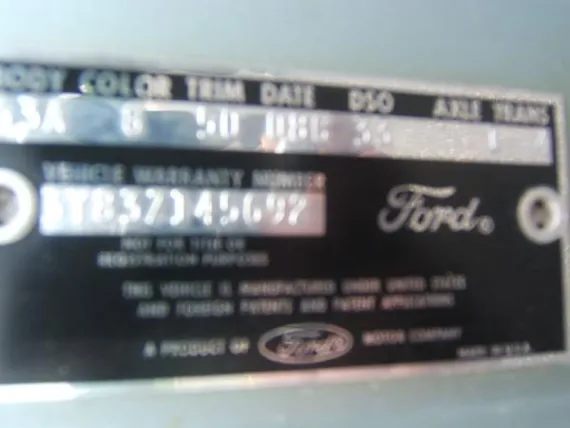 BODY COLOR TRIM DATE DSO AXLE TRANS
63A 8 50 33 1
VEHICLE WARRANTY NUMBER
Ford
NOT FOR TITLE OR
REGISTRATION PURPOSES
THIS VEHICLE IS MANUFACTURED UNDER UNITED STATES
AND FOREIGN PATENTS AND PATENT APPLICATIONS
A PRODUCT OF Ford MOTOR COMPANY
MADE IN U.S.A.